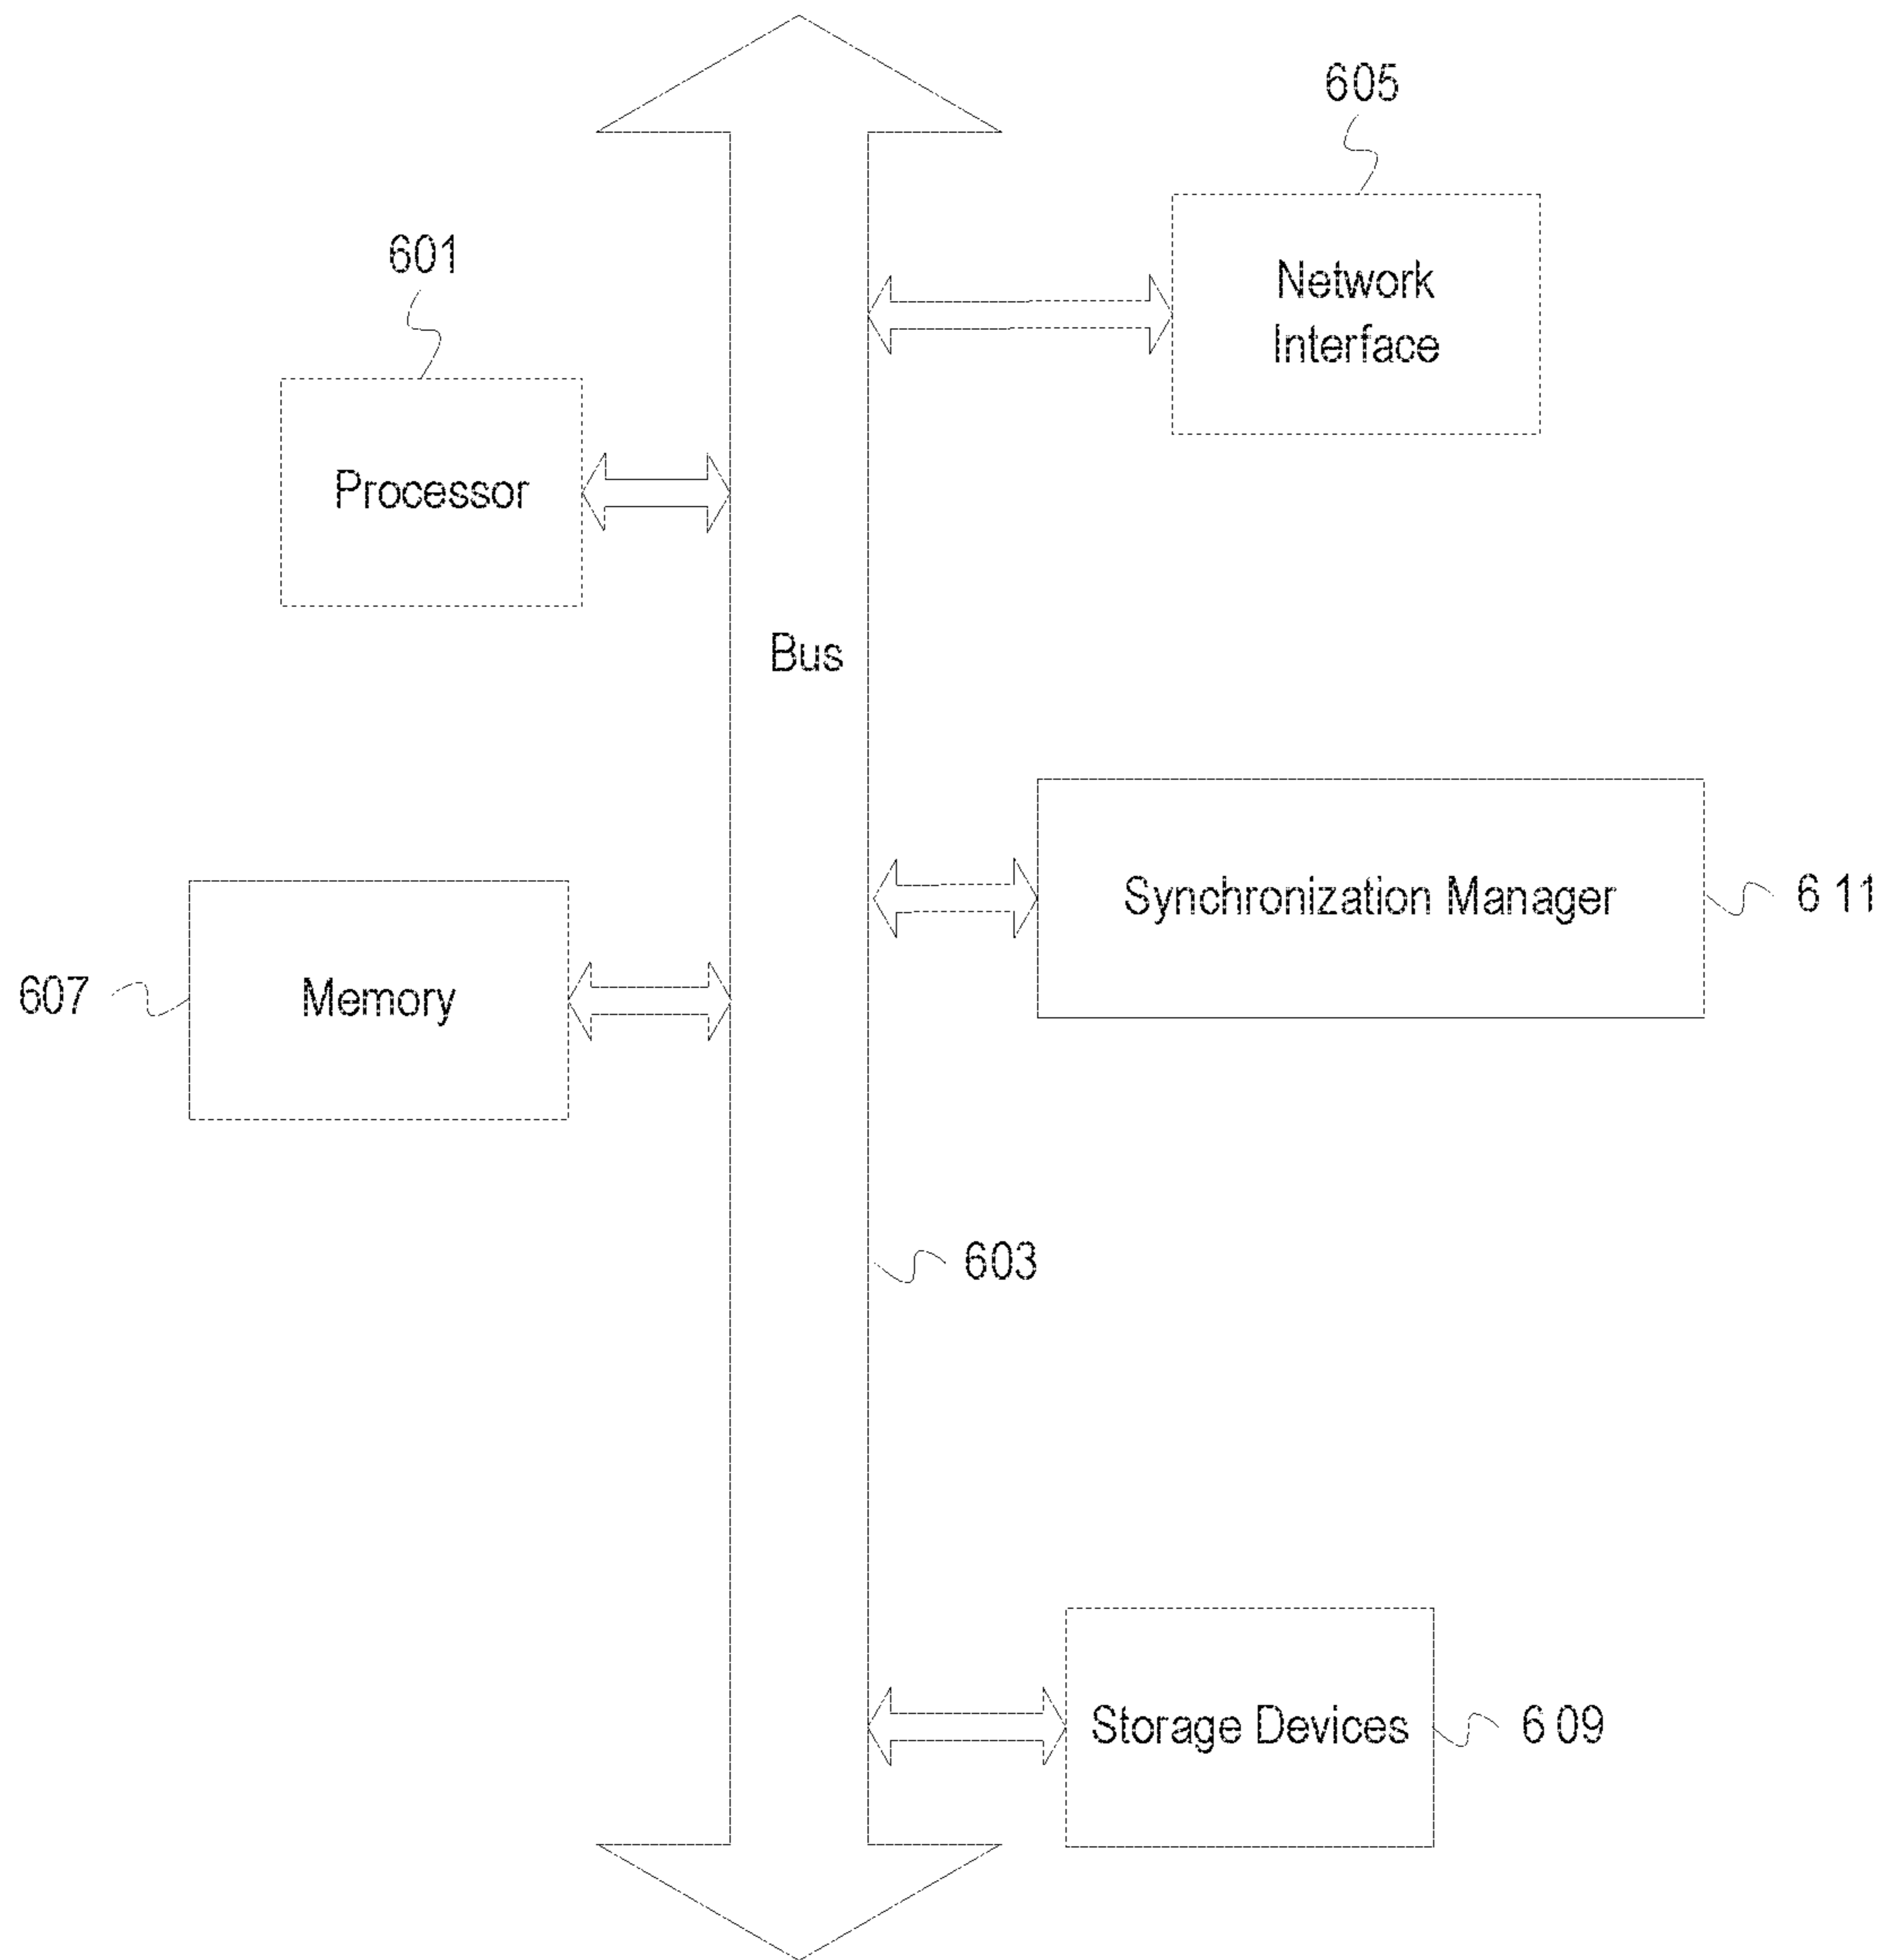 605
Network
Interface
601
Processor
Bus
Synchronization Manager
6 11
607
Memory
603
Storage Devices
6 09